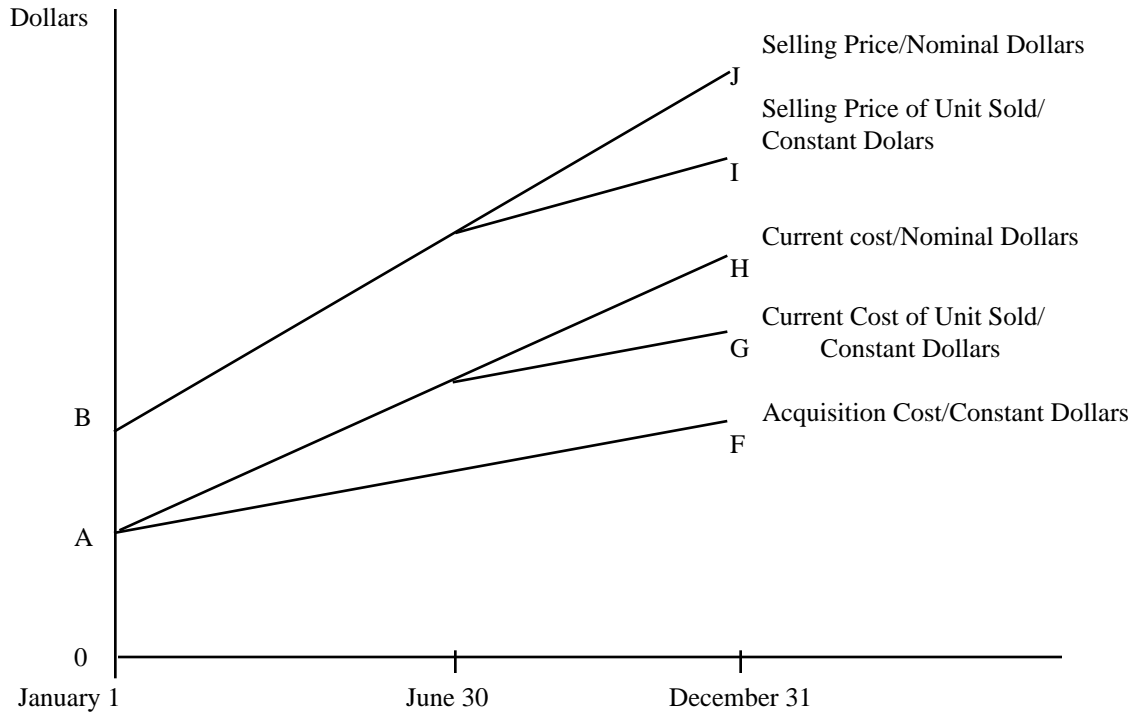 Dollars
Selling Price/Nominal Dollars
J
Selling Price of Unit Sold/
Constant Dolars
I
Current cost/Nominal Dollars
H
Current Cost of Unit Sold/
Constant Dollars
G
B
Acquisition Cost/Constant Dollars
F
A
0
January 1
June 30
December 31